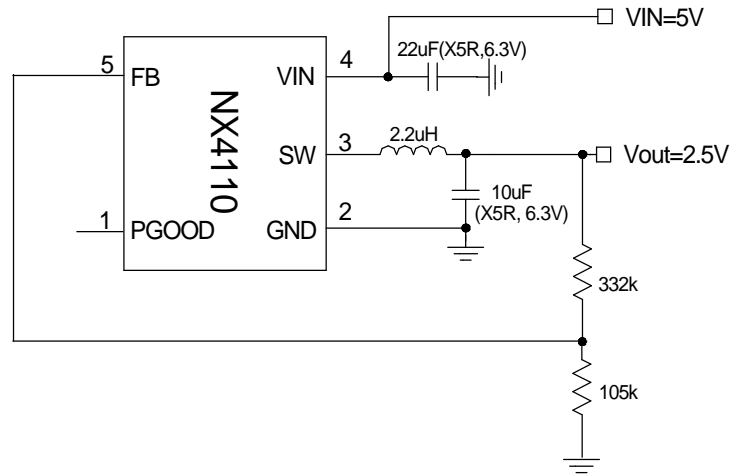 VIN=5V
22uF(X5R,6.3V)
5
FB
VIN
4
NX4110
SW
3
2.2uH
Vout=2.5V
10uF
(X5R, 6.3V)
1
PGOOD
GND
2
332k
105k